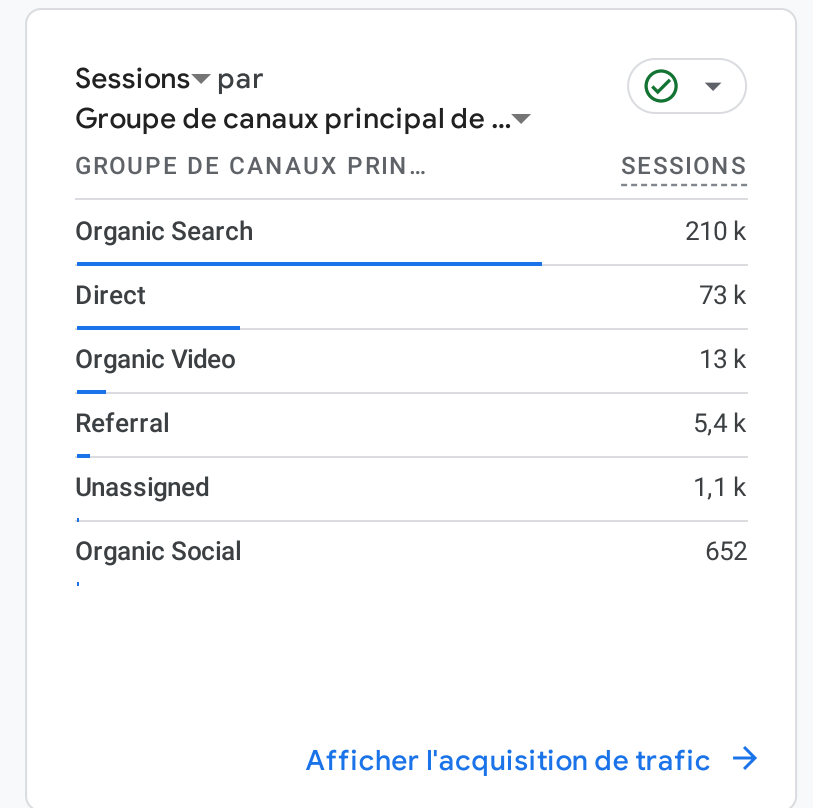 Sessions par
Groupe de canaux principal de ...
GROUPE DE CANAUX PRIN... SESSIONS
Organic Search 210 k
Direct 73 k
Organic Video 13 k
Referral 5,4 k
Unassigned 1,1 k
Organic Social 652
Afficher l'acquisition de trafic